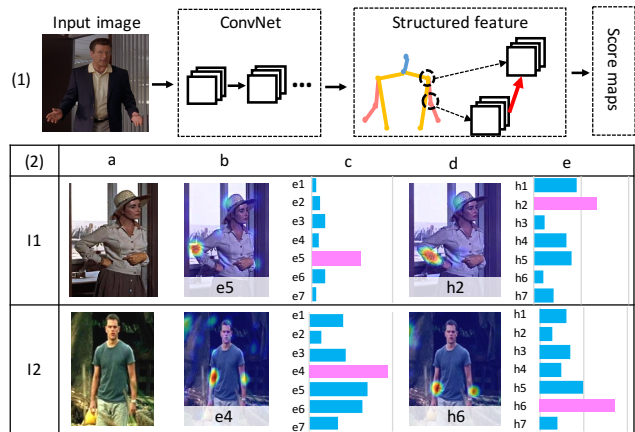 Input image
ConvNet
Structured feature
(1)
Score maps
(2)
a
b
c
d
e
I1
e5
e1
e2
e3
e4
e5
e6
e7
h2
h1
h2
h3
h4
h5
h6
h7
I2
e4
e1
e2
e3
e4
e5
e6
e7
h6
h1
h2
h3
h4
h5
h6
h7